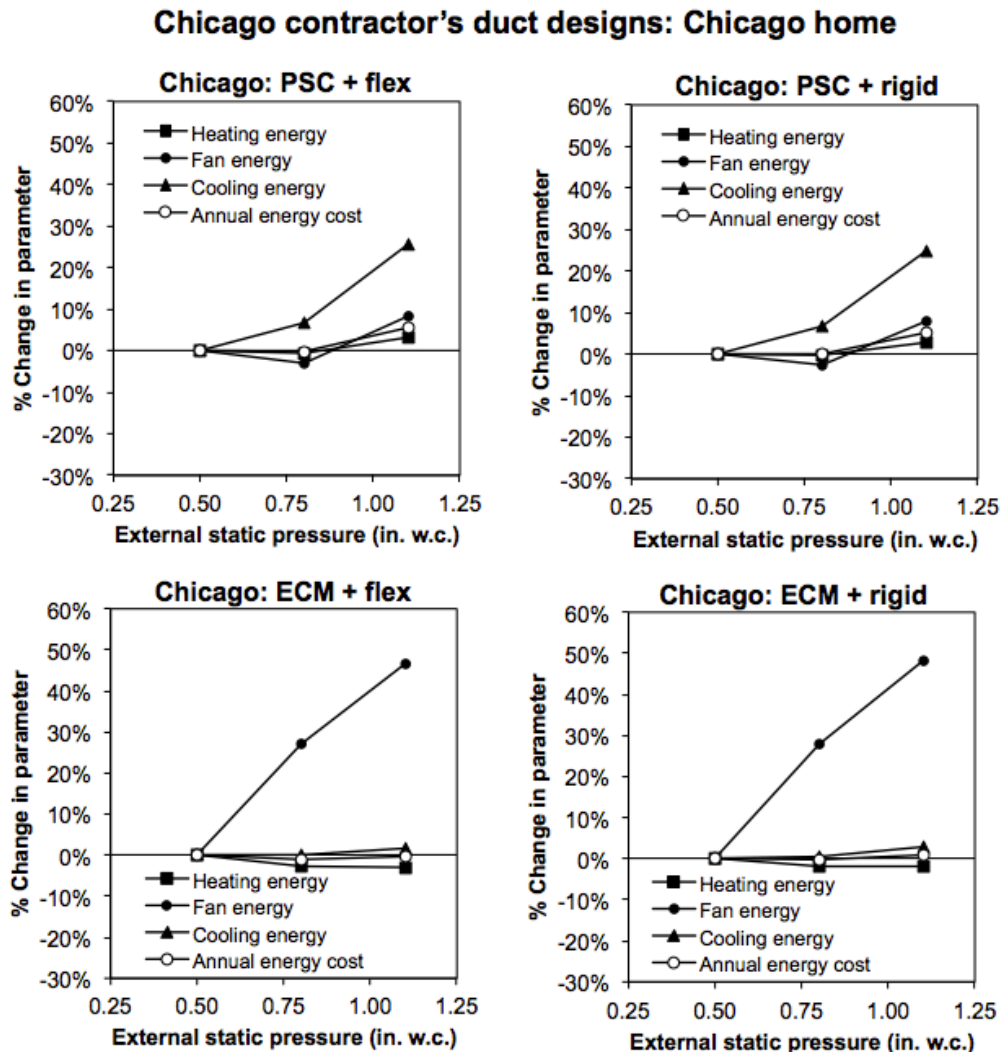 Chicago contractor's duct designs: Chicago home
Chicago: PSC + flex
60%
50%
40%
30%
20%
10%
0%
-10%
-20%
-30%
% Change in parameter
Heating energy
Fan energy
Cooling energy
Annual energy cost
0.25 0.50 0.75 1.00 1.25
External static pressure (in. w.c.)
Chicago: PSC + rigid
60%
50%
40%
30%
20%
10%
0%
-10%
-20%
-30%
% Change in parameter
Heating energy
Fan energy
Cooling energy
Annual energy cost
0.25 0.50 0.75 1.00 1.25
External static pressure (in. w.c.)
Chicago: ECM + flex
60%
50%
40%
30%
20%
10%
0%
-10%
-20%
-30%
% Change in parameter
Heating energy
Fan energy
Cooling energy
Annual energy cost
0.25 0.50 0.75 1.00 1.25
External static pressure (in. w.c.)
Chicago: ECM + rigid
60%
50%
40%
30%
20%
10%
0%
-10%
-20%
-30%
% Change in parameter
Heating energy
Fan energy
Cooling energy
Annual energy cost
0.25 0.50 0.75 1.00 1.25
External static pressure (in. w.c.)